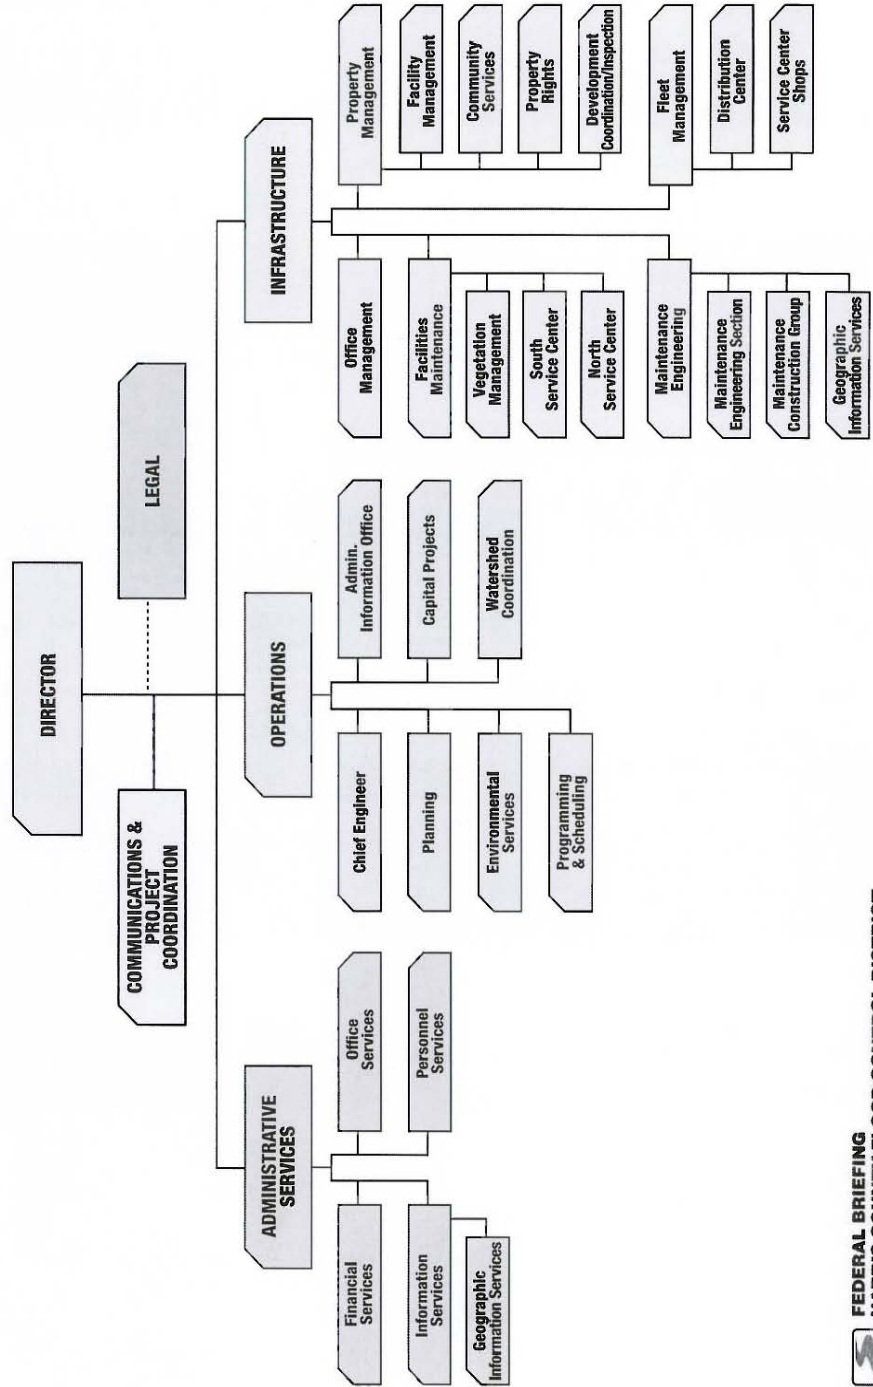 DIRECTOR
COMMUNICATIONS &
PROJECT
COORDINATION
LEGAL
ADMINISTRATIVE
SERVICES
Financial
Services
Office
Services
Information
Services
Personnel
Services
Geographic
Information Services
OPERATIONS
Chief Engineer
Admin.
Information Office
Planning
Capital Projects
Environmental
Services
Watershed
Coordination
Programming
& Scheduling
INFRASTRUCTURE
Office
Management
Facilities
Maintenance
Vegetation
Management
South
Service Center
North
Service Center
Maintenance
Engineering
Maintenance
Engineering Section
Maintenance
Construction Group
Geographic
Information Services
Property
Management
Facility
Management
Community
Services
Property
Rights
Development
Coordination/Inspection
Fleet
Management
Distribution
Center
Service Center
Shops
FEDERAL BRIEFING